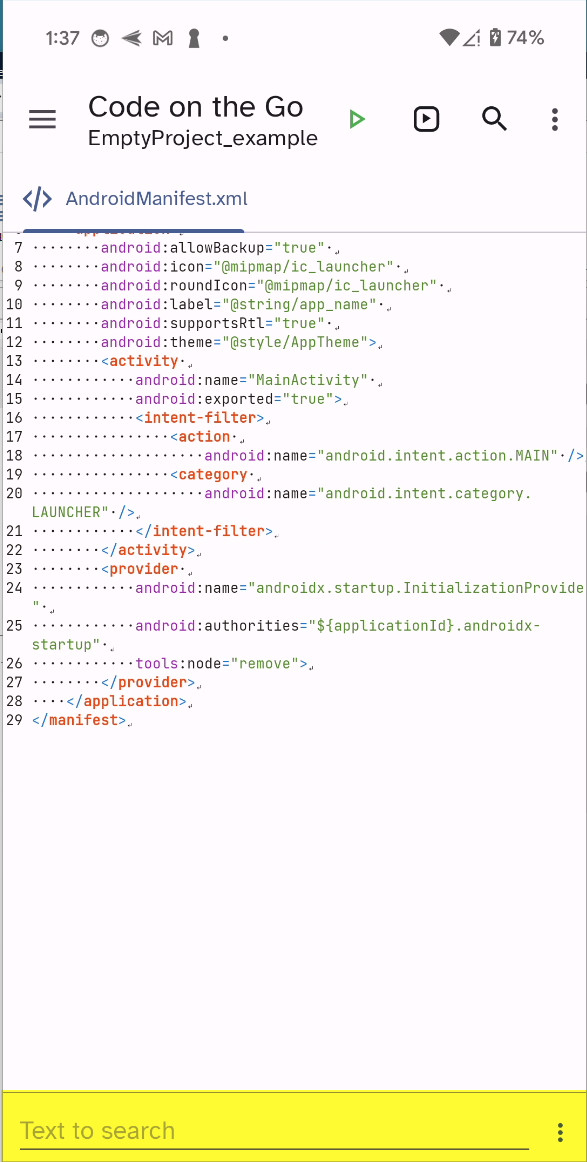 1:37
74%
Code on the Go
EmptyProject_example
AndroidManifest.xml
7 ········android:allowBackup="true"·
8 ········android:icon="@mipmap/ic_launcher"·
9 ········android:roundIcon="@mipmap/ic_launcher"·
10 ········android:label="@string/app_name"·
11 ········android:supportsRtl="true"·
12 ········android:theme="@style/AppTheme">
13 ········<activity·
14 ············android:name="MainActivity"·
15 ············android:exported="true">
16 ············<intent-filter>
17 ················<action·
18 ····················android:name="android.intent.action.MAIN"·/>
19 ················<category·
20 ····················android:name="android.intent.category.
LAUNCHER"·/>
21 ············</intent-filter>
22 ········</activity>
23 ········<provider·
24 ············android:name="androidx.startup.InitializationProvide
"·
25 ············android:authorities="${applicationId}.androidx-
startup"·
26 ············tools:node="remove">
27 ········</provider>
28 ····</application>
29 </manifest>
Text to search